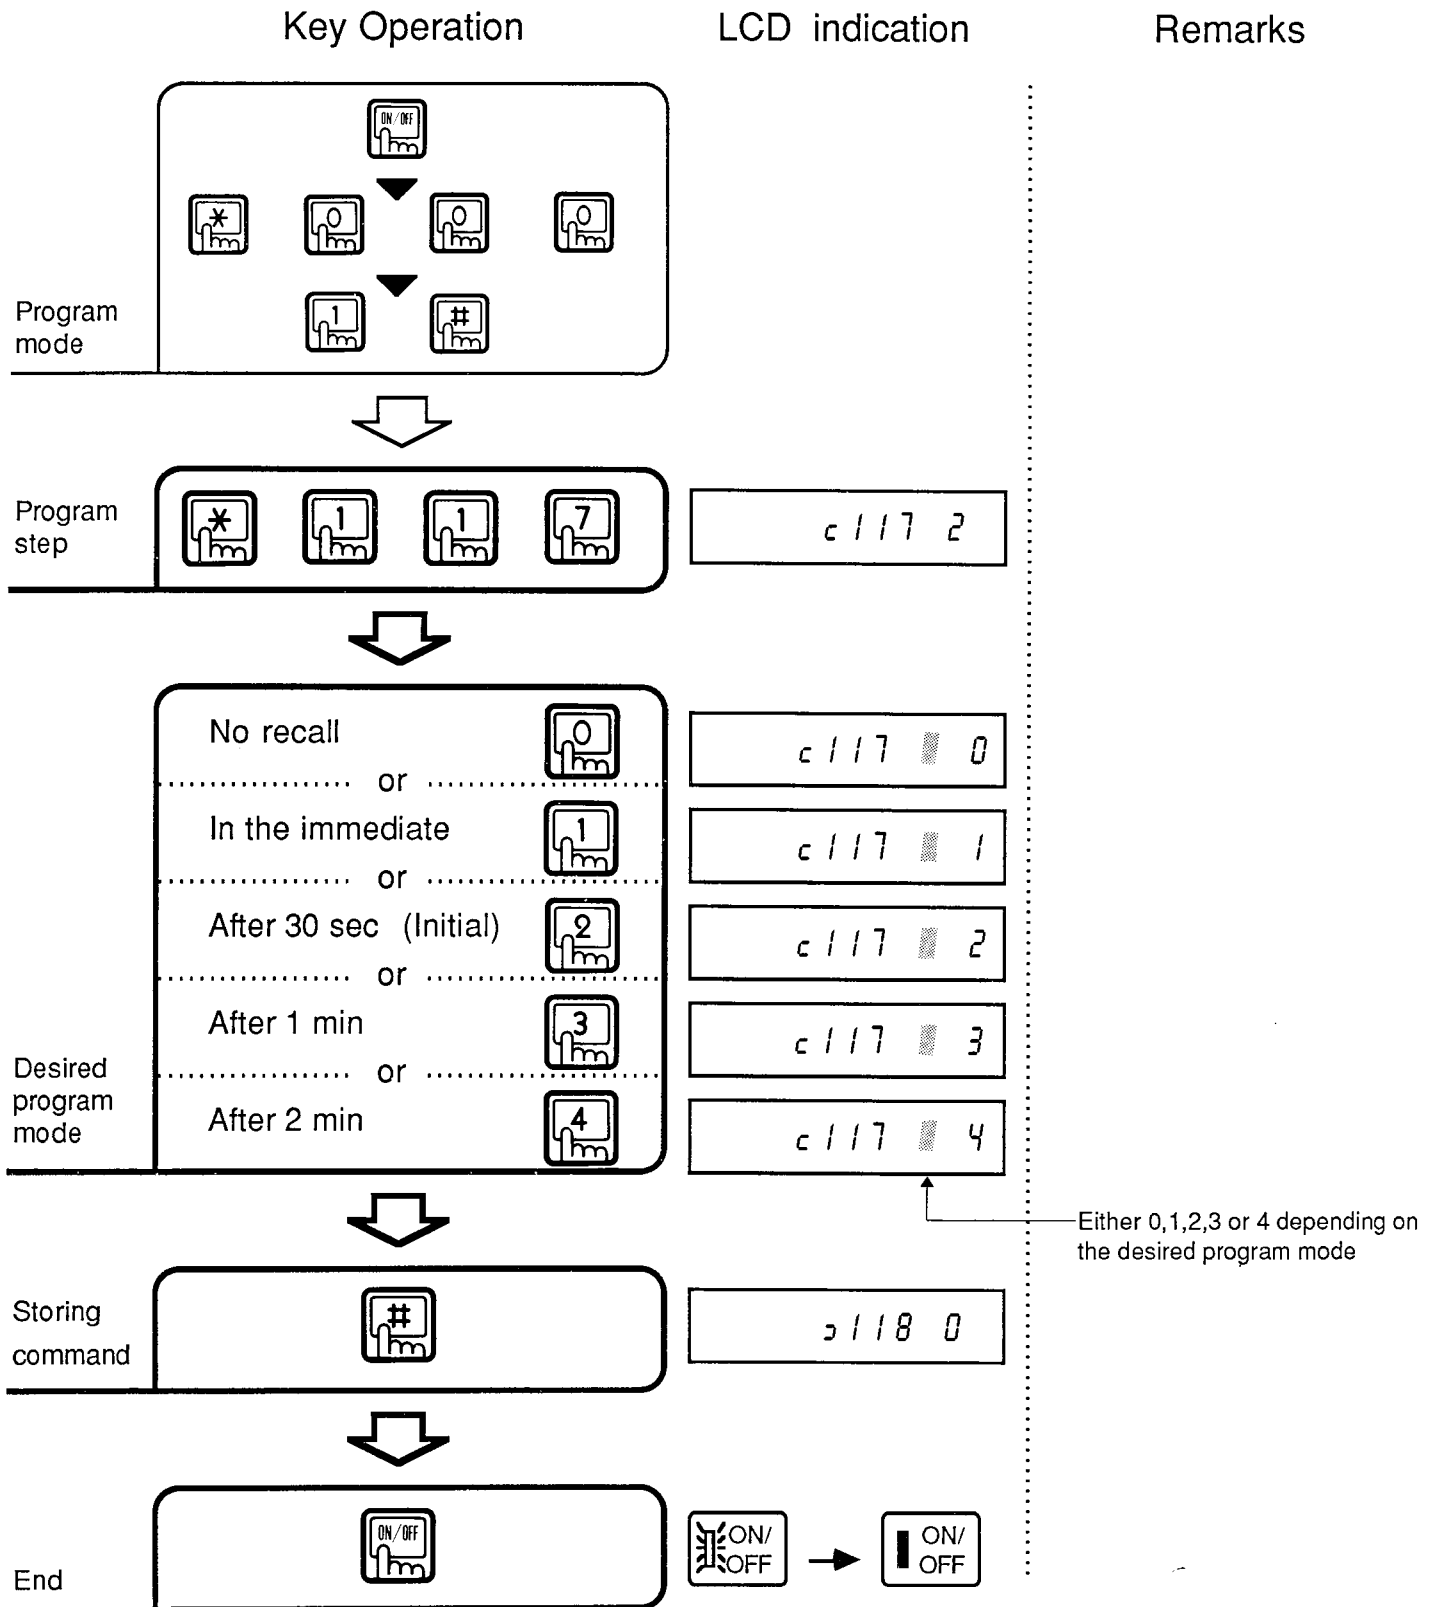 Key Operation LCD indication Remarks
ON/OFF
* 0 0 0
1 #
Program
mode
Program
step
* 1 1 7
c117 2
No recall 0 c117 0
or
In the immediate 1 c117 1
or
After 30 sec (Initial) 2 c117 2
or
After 1 min 3 c117 3
or
After 2 min 4 c117 4
Desired
program
mode
Either 0,1,2,3 or 4 depending on
the desired program mode
Storing
command
#
ɔ118 0
End
ON/OFF
ON/
OFF
ON/
OFF